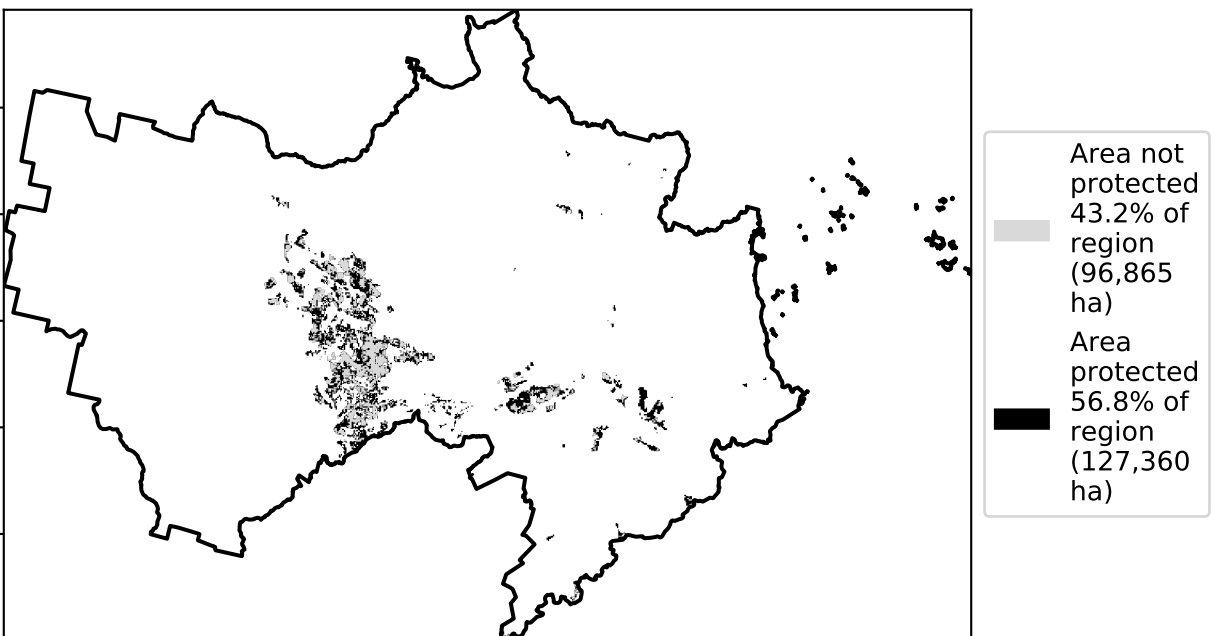 Area not
protected
43.2% of
region
(96,865
ha)
Area
protected
56.8% of
region
(127,360
ha)